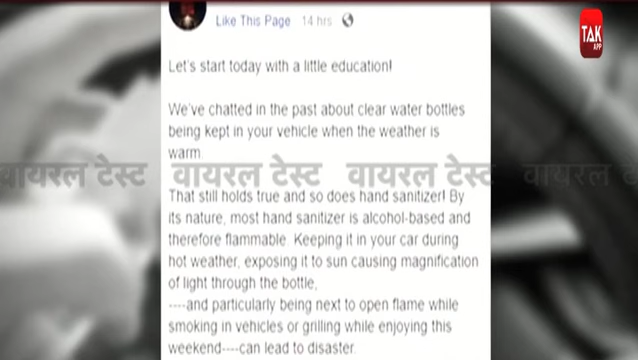 TAK
APP
Like This Page 14 hrs
Let's start today with a little education!
We've chatted in the past about clear water bottles
being kept in your vehicle when the weather is
warm.
वायरल टेस्ट वायरल टेस्ट वायरल टेस्ट वायरल टेस्ट
That still holds true and so does hand sanitizer! By
its nature, most hand sanitizer is alcohol-based and
therefore flammable. Keeping it in your car during
hot weather, exposing it to sun causing magnification
of light through the bottle,
----and particularly being next to open flame while
smoking in vehicles or grilling while enjoying this
weekend----can lead to disaster.